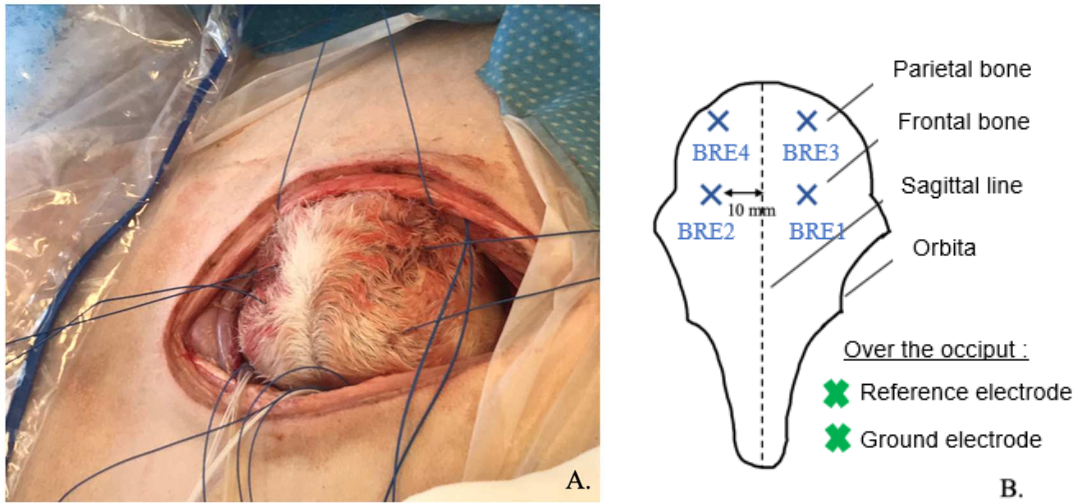 A.
Parietal bone
Frontal bone
Sagittal line
Orbita
BRE4
BRE3
10 mm
BRE2
BRE1
Over the occiput :
Reference electrode
Ground electrode
B.